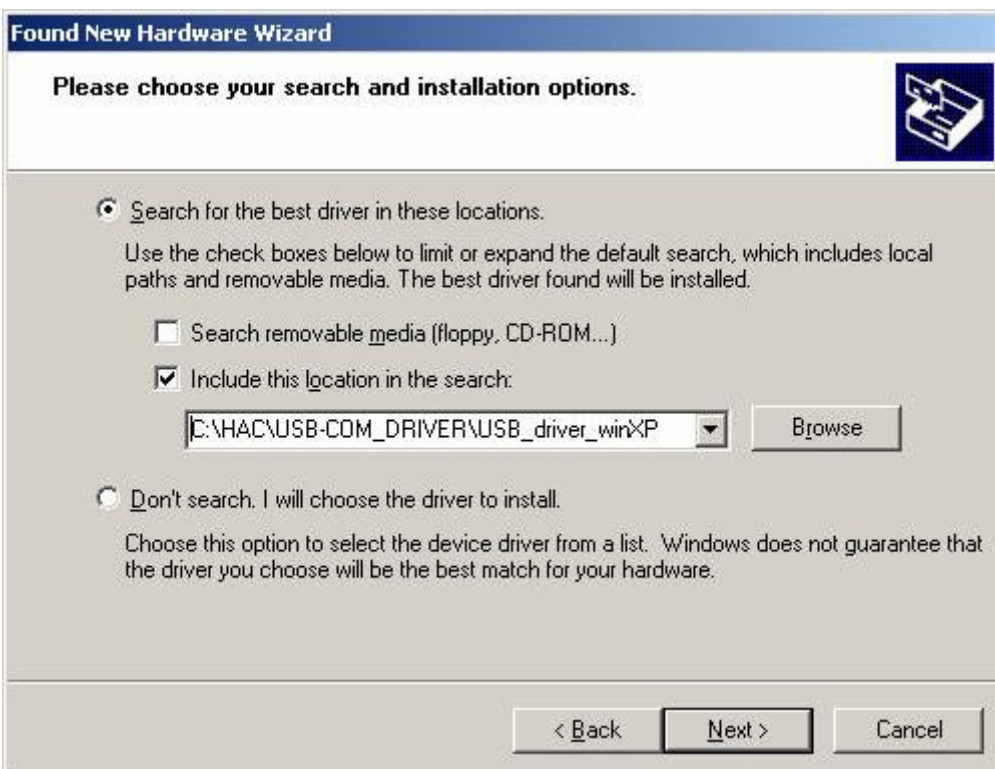 Found New Hardware Wizard
Please choose your search and installation options.
Search for the best driver in these locations.
Use the check boxes below to limit or expand the default search, which includes local
paths and removable media. The best driver found will be installed.
Search removable media (floppy, CD-ROM...)
Include this location in the search:
C:\HAC\USB-COM_DRIVER\USB_driver_winXP
Browse
Don't search. I will choose the driver to install.
Choose this option to select the device driver from a list. Windows does not guarantee that
the driver you choose will be the best match for your hardware.
< Back Next > Cancel